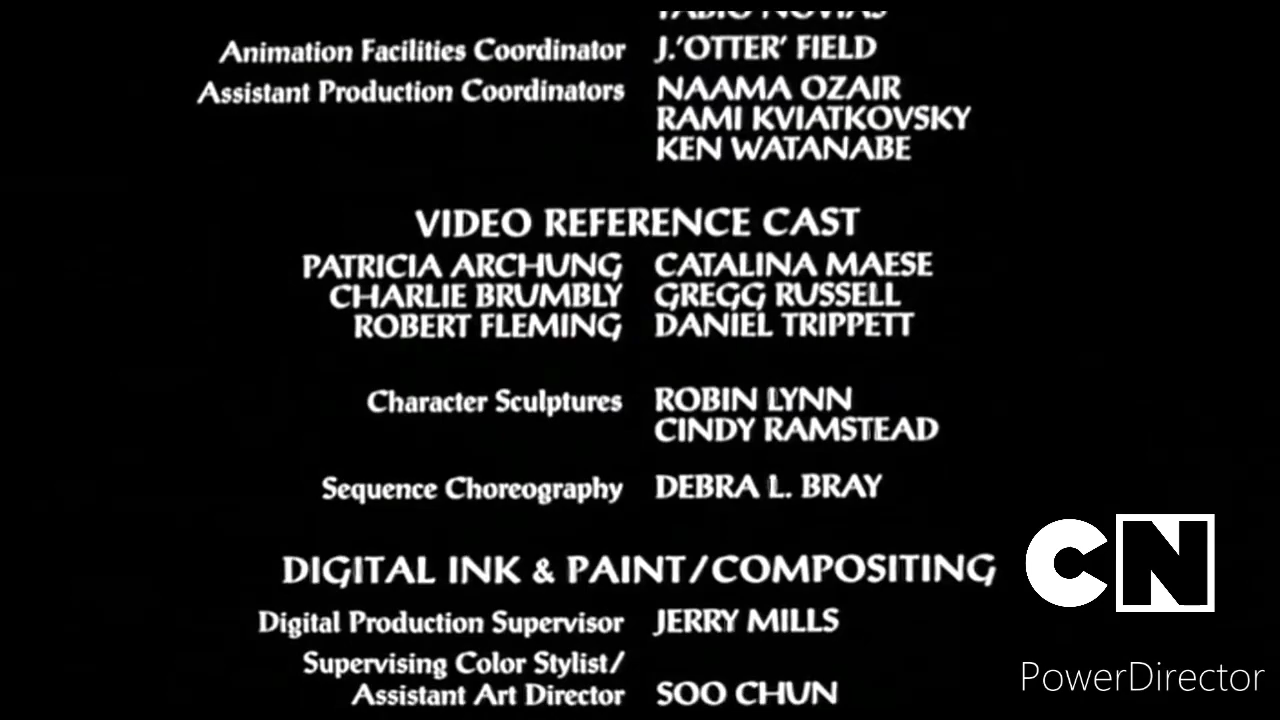 FABIO NOVIAS
Animation Facilities Coordinator J.'OTTER' FIELD
Assistant Production Coordinators NAAMA OZAIR
RAMI KVIATKOVSKY
KEN WATANABE
VIDEO REFERENCE CAST
PATRICIA ARCHUNG CATALINA MAESE
CHARLIE BRUMBLY GREGG RUSSELL
ROBERT FLEMING DANIEL TRIPPETT
Character Sculptures ROBIN LYNN
CINDY RAMSTEAD
Sequence Choreography DEBRA L. BRAY
DIGITAL INK & PAINT/COMPOSITING
Digital Production Supervisor JERRY MILLS
Supervising Color Stylist/
Assistant Art Director SOO CHUN
CN
PowerDirector